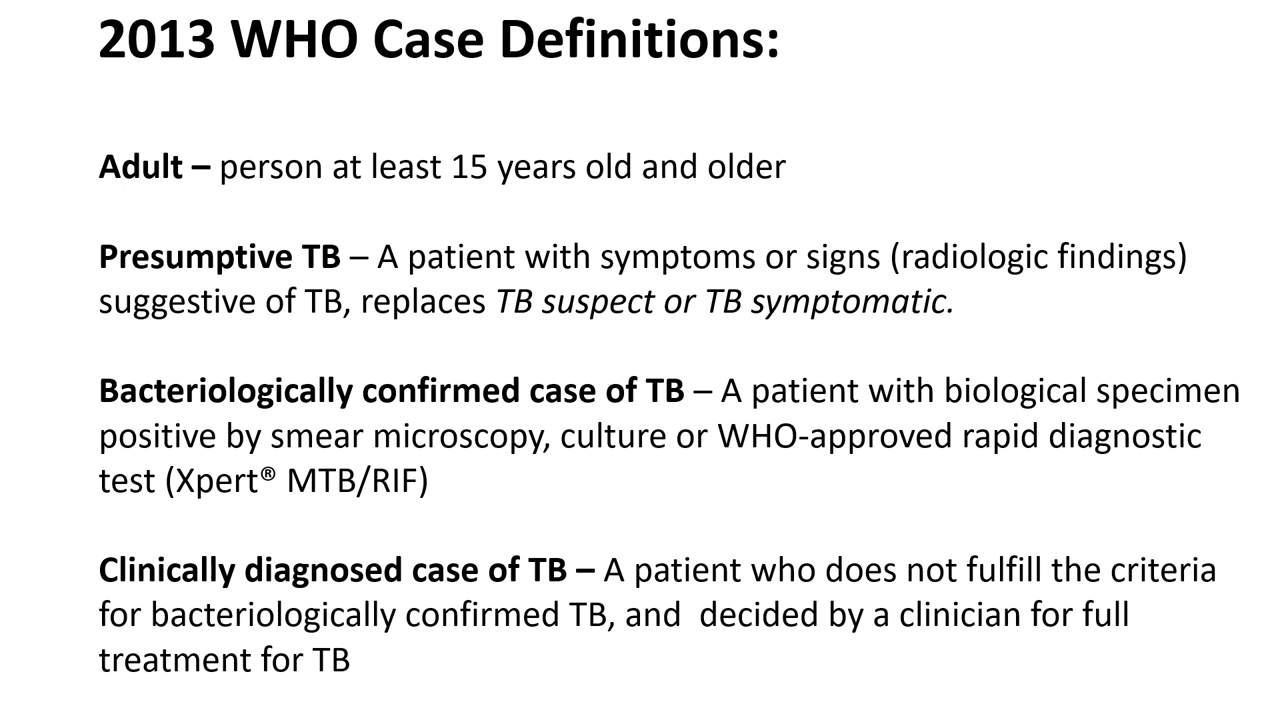 2013 WHO Case Definitions:
Adult – person at least 15 years old and older
Presumptive TB – A patient with symptoms or signs (radiologic findings)
suggestive of TB, replaces TB suspect or TB symptomatic.
Bacteriologically confirmed case of TB – A patient with biological specimen
positive by smear microscopy, culture or WHO-approved rapid diagnostic
test (Xpert® MTB/RIF)
Clinically diagnosed case of TB – A patient who does not fulfill the criteria
for bacteriologically confirmed TB, and  decided by a clinician for full
treatment for TB